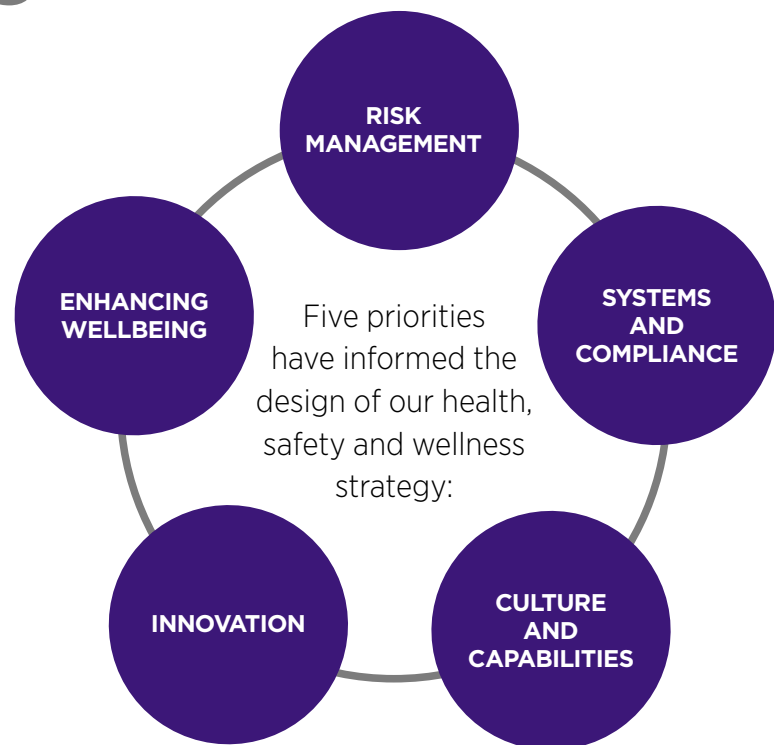 RISK
MANAGEMENT
ENHANCING
WELLBEING
Five priorities
have informed the
design of our health,
safety and wellness
strategy:
SYSTEMS
AND
COMPLIANCE
INNOVATION
CULTURE
AND
CAPABILITIES